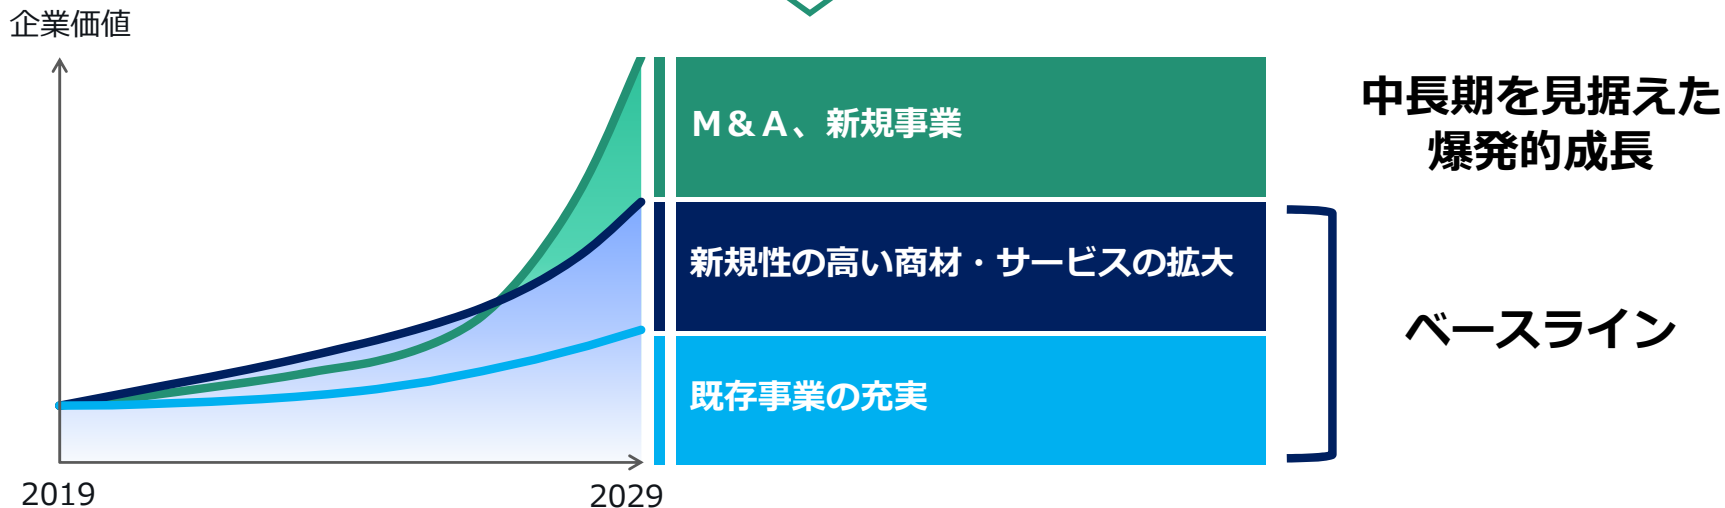 企業価値
M＆A、新規事業
中長期を見据えた
爆発的成長
新規性の高い商材・サービスの拡大
ベースライン
既存事業の充実
2019
2029